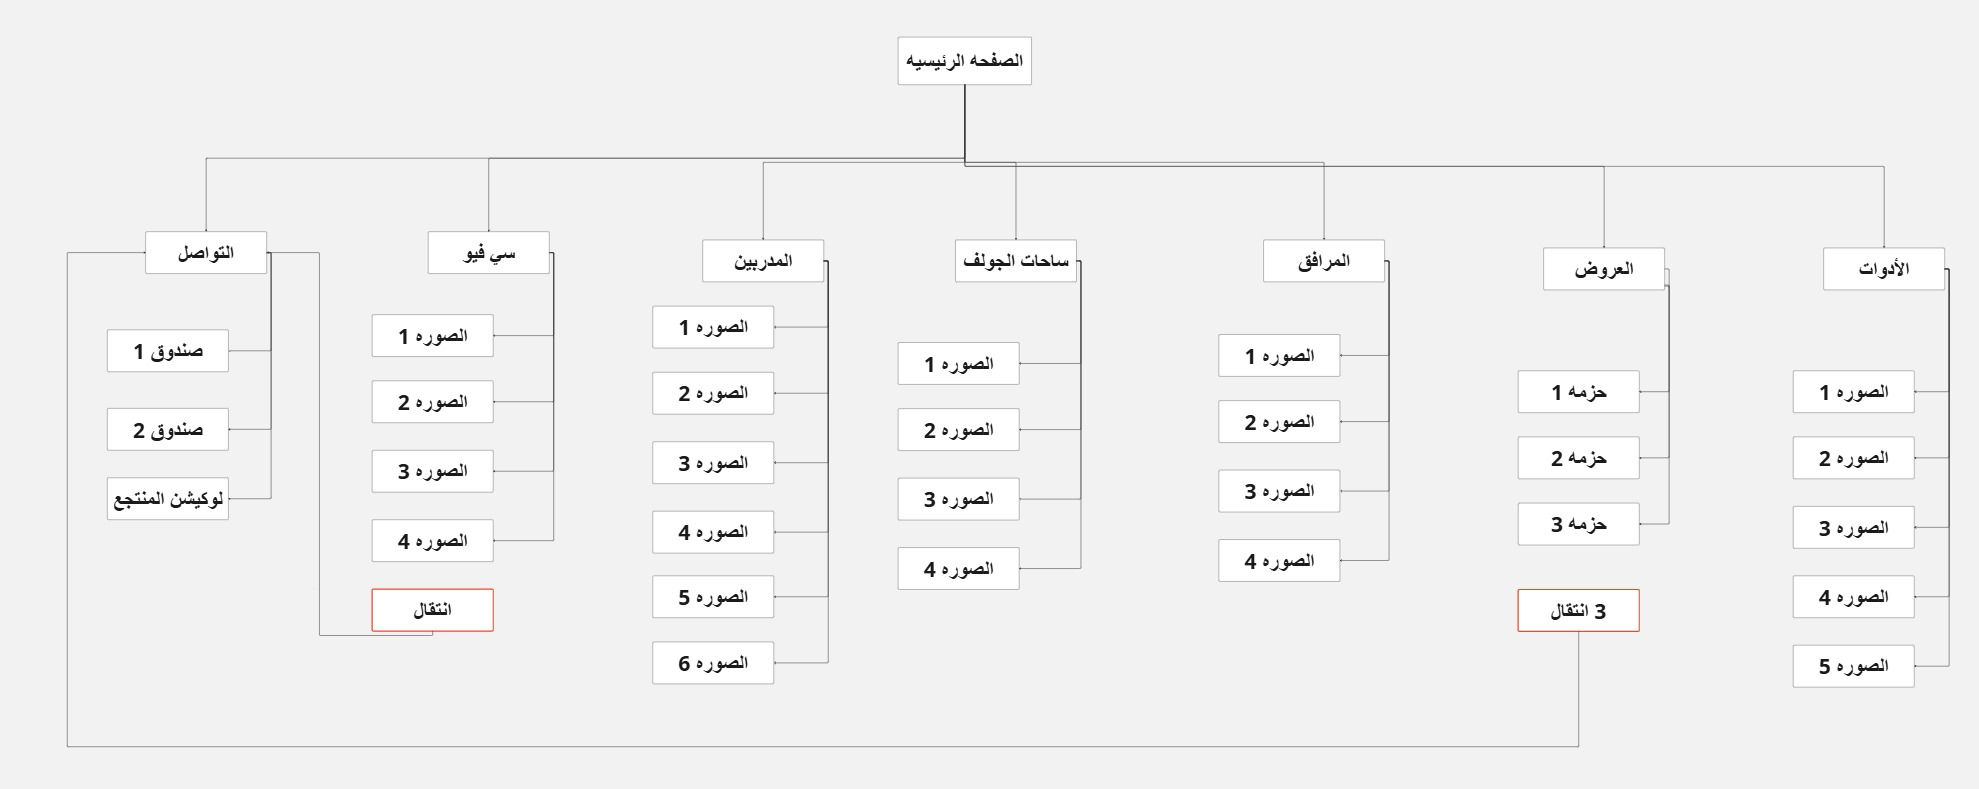 الصفحه الرئيسيه
الأدوات
الصوره 1
الصوره 2
الصوره 3
الصوره 4
الصوره 5
العروض
حزمه 1
حزمه 2
حزمه 3
3 انتقال
المرافق
الصوره 1
الصوره 2
الصوره 3
الصوره 4
ساحات الجولف
الصوره 1
الصوره 2
الصوره 3
الصوره 4
المدربين
الصوره 1
الصوره 2
الصوره 3
الصوره 4
الصوره 5
الصوره 6
سي فيو
الصوره 1
الصوره 2
الصوره 3
الصوره 4
انتقال
التواصل
صندوق 1
صندوق 2
لوكيشن المنتجع